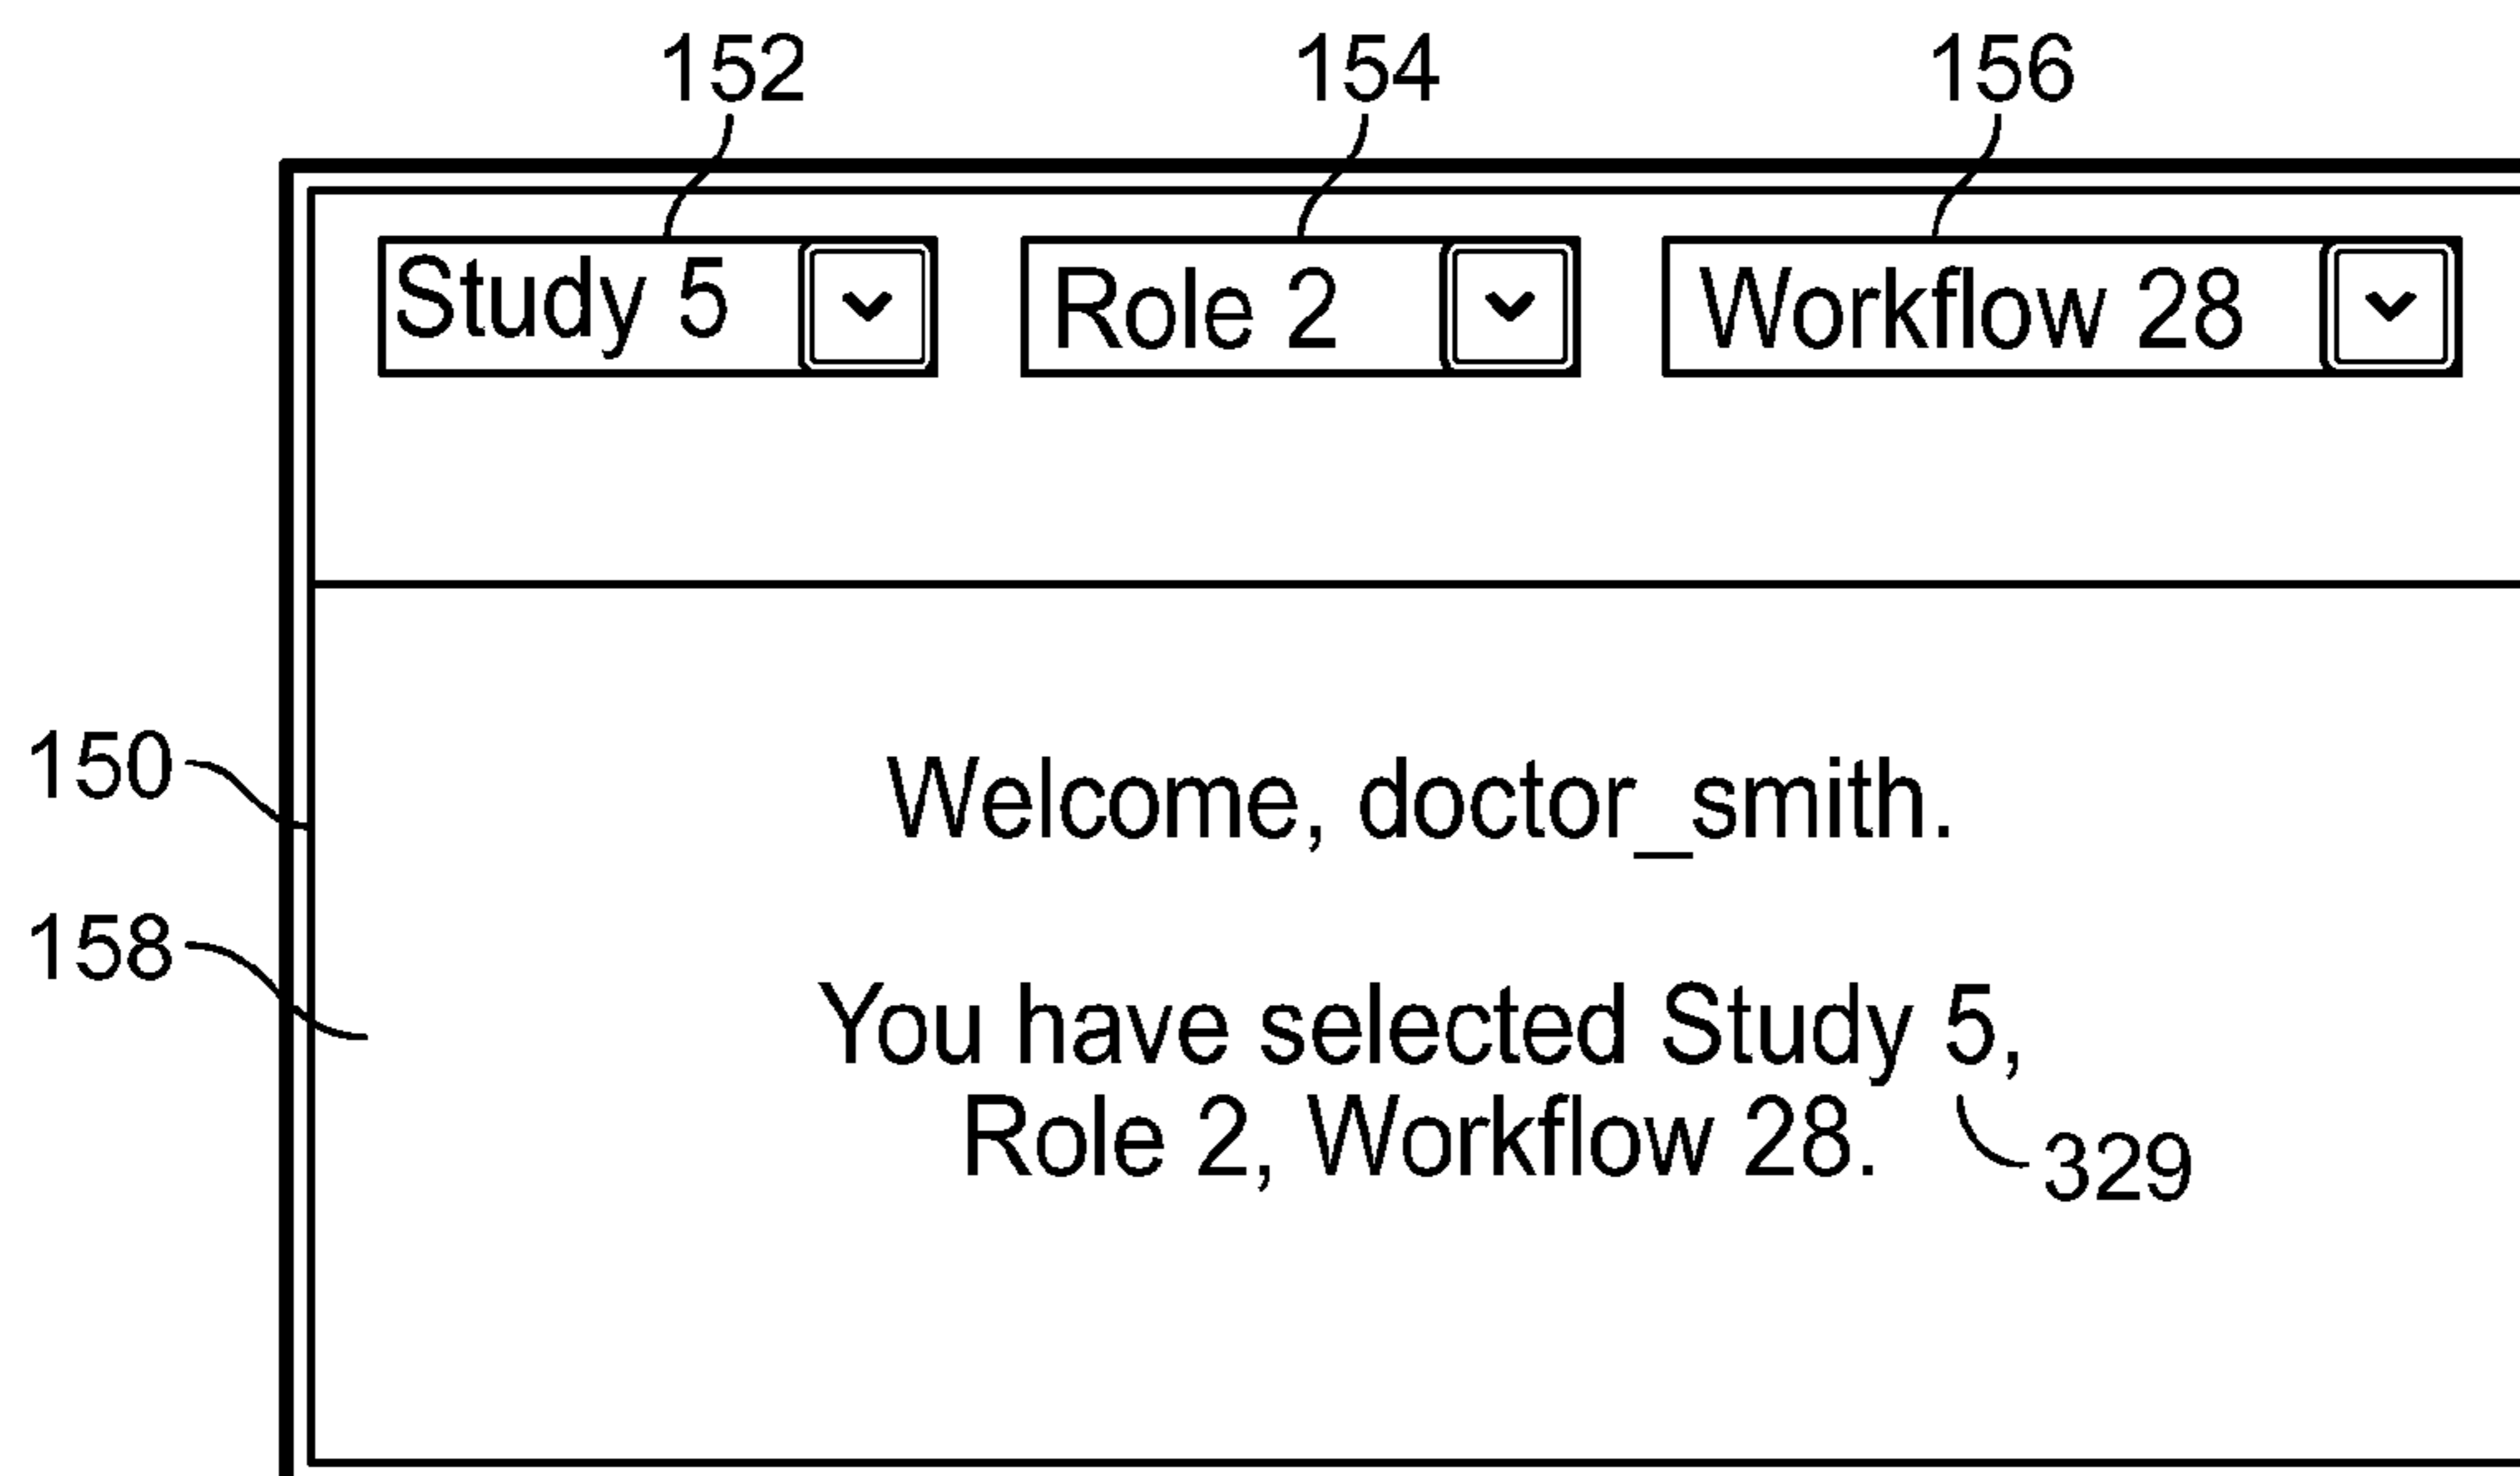 152 154 156
Study 5 Role 2 Workflow 28
150
Welcome, doctor_smith.
158
You have selected Study 5,
Role 2, Workflow 28.
329